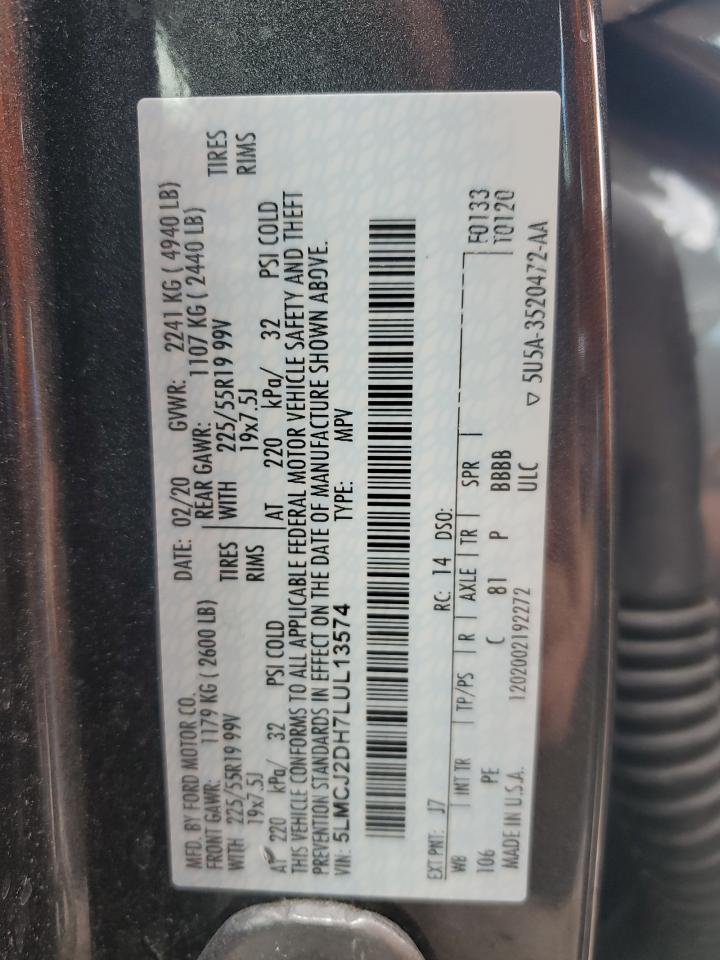 MFD. BY FORD MOTOR CO.
DATE: 02/20 GVWR: 2241 KG ( 4940 LB)
FRONT GAWR: 1179 KG ( 2600 LB)
REAR GAWR: 1107 KG ( 2440 LB)
WITH 225/55R19 99V TIRES
WITH 225/55R19 99V TIRES
19x7.5J RIMS
19x7.5J RIMS
AT 220 kPa/ 32 PSI COLD
AT 220 kPa/ 32 PSI COLD
THIS VEHICLE CONFORMS TO ALL APPLICABLE FEDERAL MOTOR VEHICLE SAFETY AND THEFT
PREVENTION STANDARDS IN EFFECT ON THE DATE OF MANUFACTURE SHOWN ABOVE.
VIN: 5LMCJ2DH7LUL13574 TYPE: MPV
EXT PNT: J7 RC: 14 DSO: F0133
T0120
WB INT TR TP/PS R AXLE TR SPR
106 PE C 81 P BBBB
MADE IN U.S.A. 1202002192272 ULC ▽ 5U5A-3520472-AA